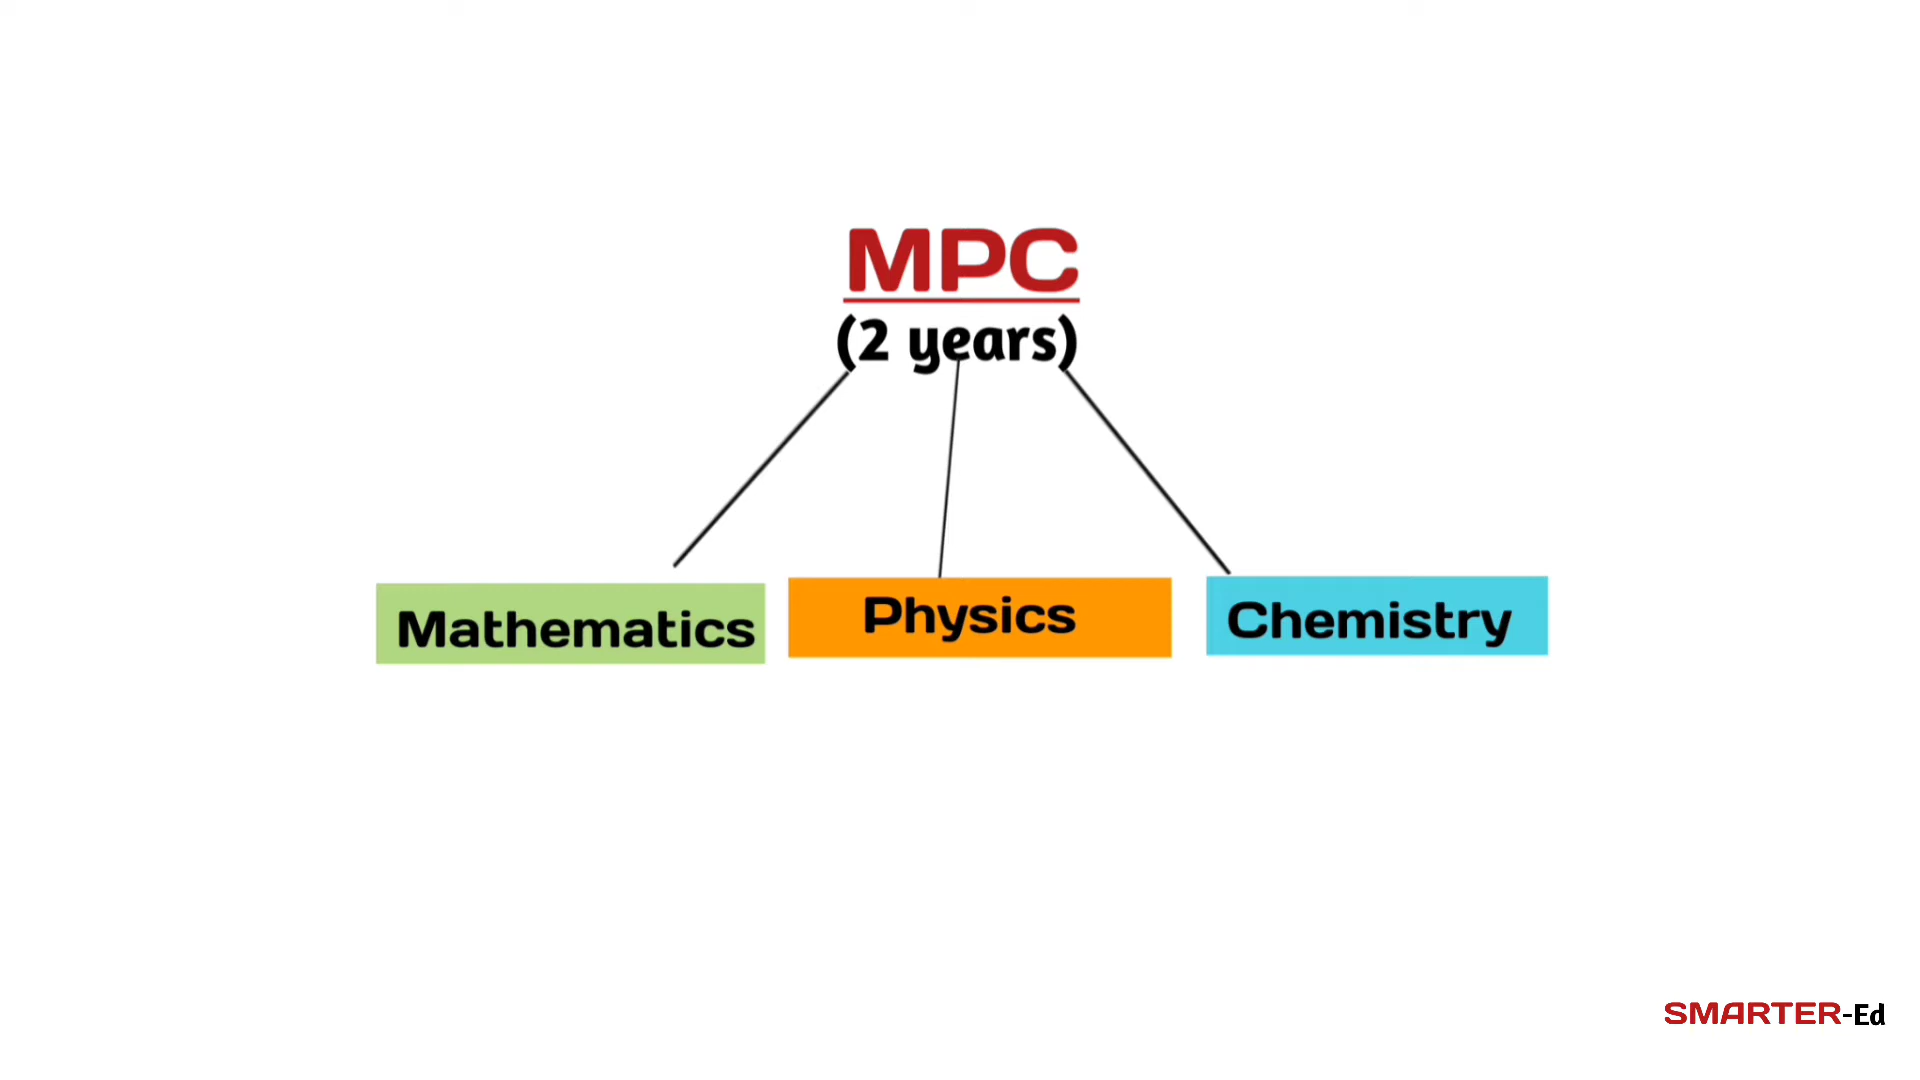 MPC
(2 years)
Mathematics
Physics
Chemistry
SMARTER-Ed